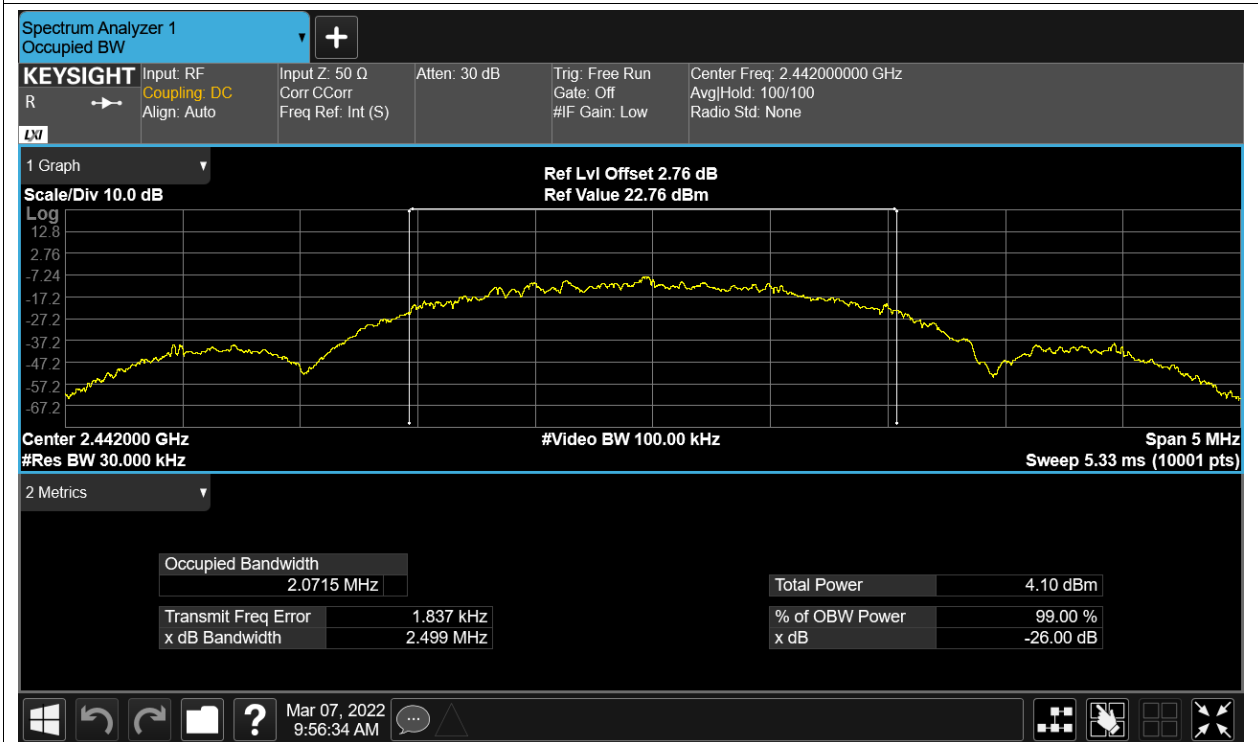 Spectrum Analyzer 1
Occupied BW
KEYSIGHT
R
LXI
Input: RF
Coupling: DC
Align: Auto
Input Z: 50 Ω
Corr CCorr
Freq Ref: Int (S)
Atten: 30 dB
Trig: Free Run
Gate: Off
#IF Gain: Low
Center Freq: 2.442000000 GHz
Avg|Hold: 100/100
Radio Std: None
1 Graph
Scale/Div 10.0 dB
Ref Lvl Offset 2.76 dB
Ref Value 22.76 dBm
Log
12.8
2.76
-7.24
-17.2
-27.2
-37.2
-47.2
-57.2
-67.2
Center 2.442000 GHz
#Res BW 30.000 kHz
#Video BW 100.00 kHz
Span 5 MHz
Sweep 5.33 ms (10001 pts)
2 Metrics
Occupied Bandwidth
2.0715 MHz
Transmit Freq Error 1.837 kHz
x dB Bandwidth 2.499 MHz
Total Power 4.10 dBm
% of OBW Power 99.00 %
x dB -26.00 dB
?
Mar 07, 2022
9:56:34 AM